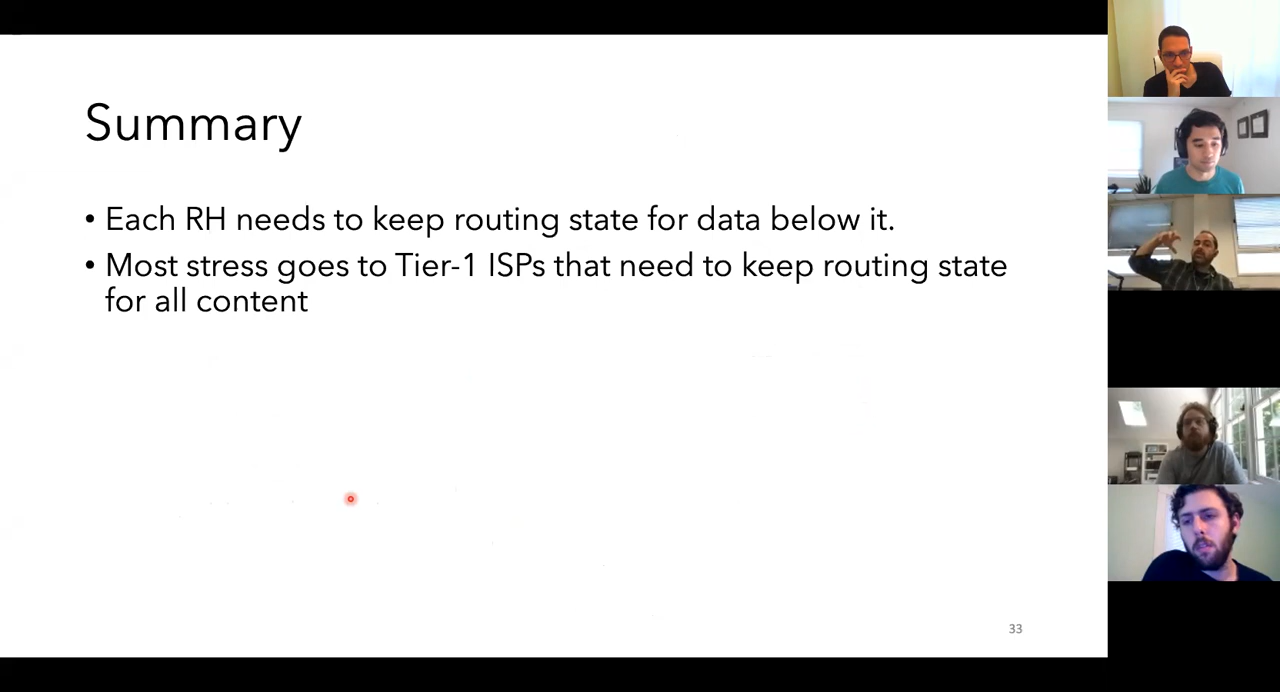 Summary
• Each RH needs to keep routing state for data below it.
• Most stress goes to Tier-1 ISPs that need to keep routing state
for all content
33